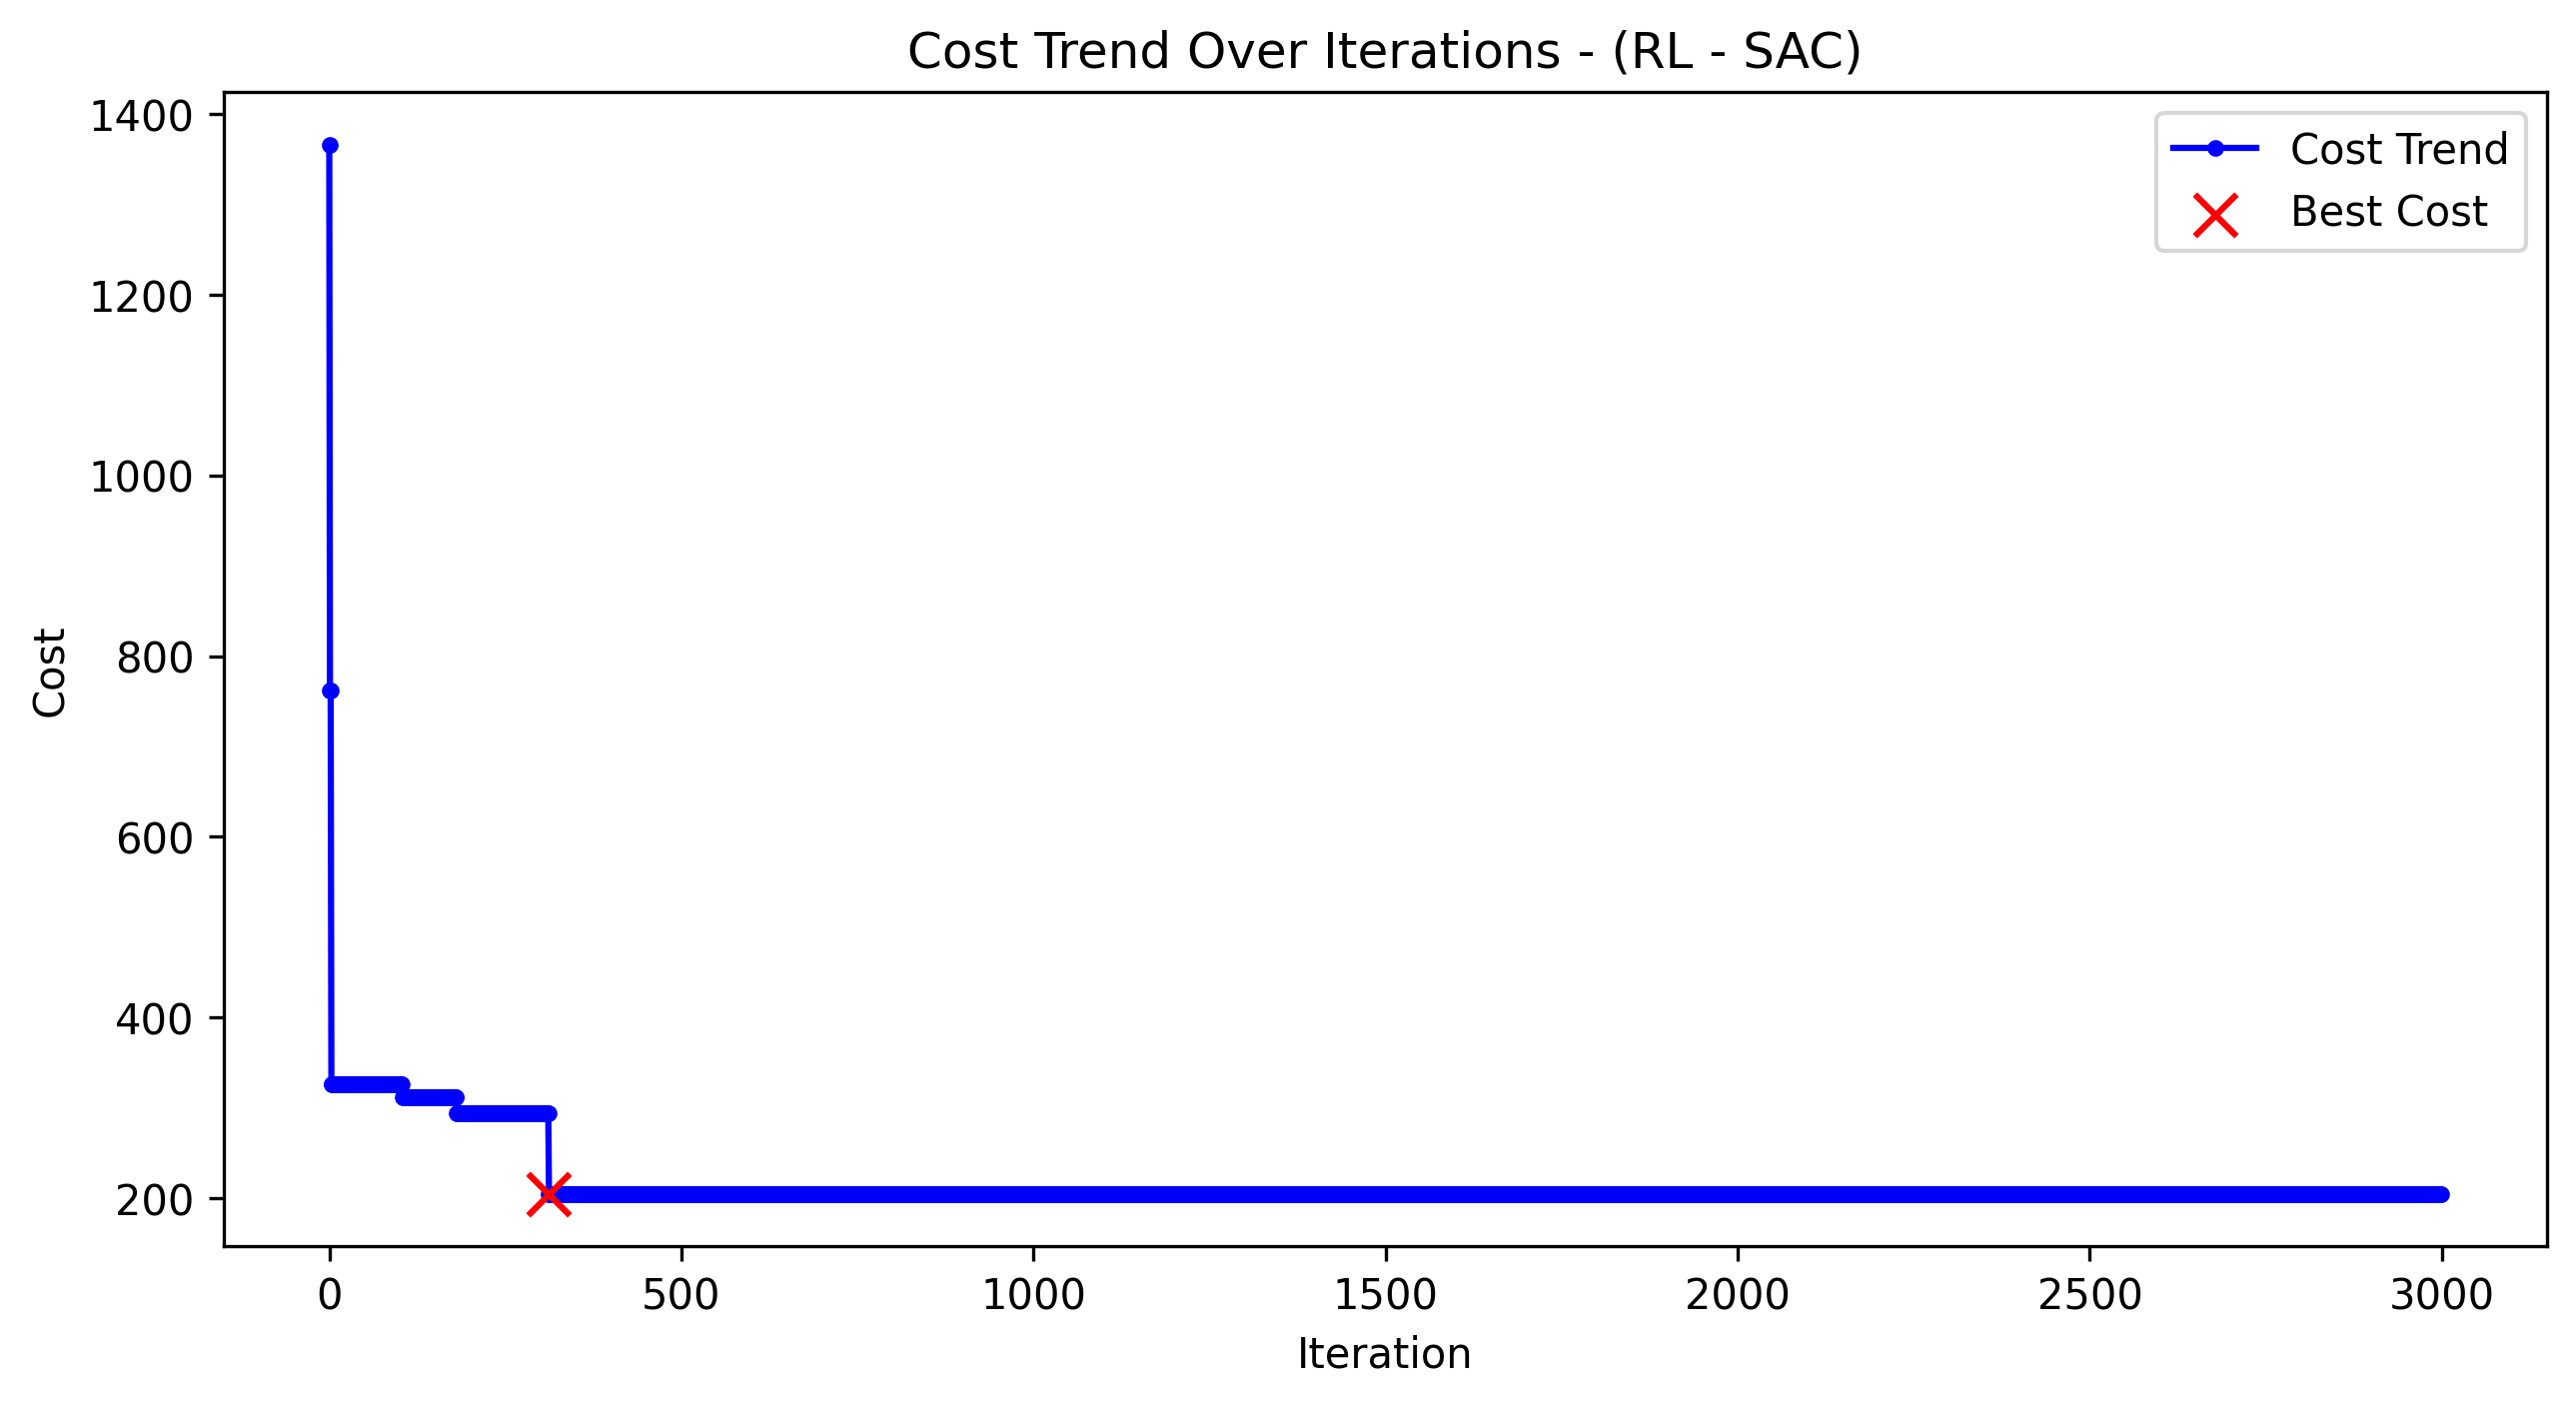 Cost Trend Over Iterations - (RL - SAC)
1400
1200
1000
800
600
400
200
Cost
Cost Trend
Best Cost
0 500 1000 1500 2000 2500 3000
Iteration